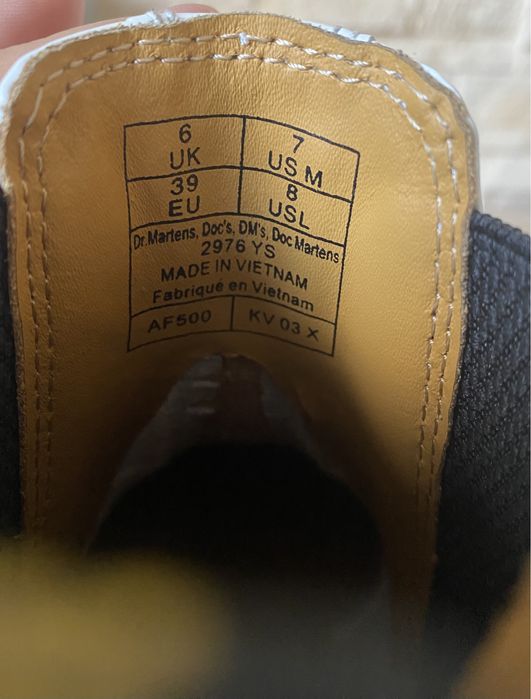 6 7
UK US M
39 8
EU USL
Dr.Martens, Doc's, DM's, Doc Martens
2976 YS
MADE IN VIETNAM
Fabriqué en Vietnam
AF500 KV 03 X